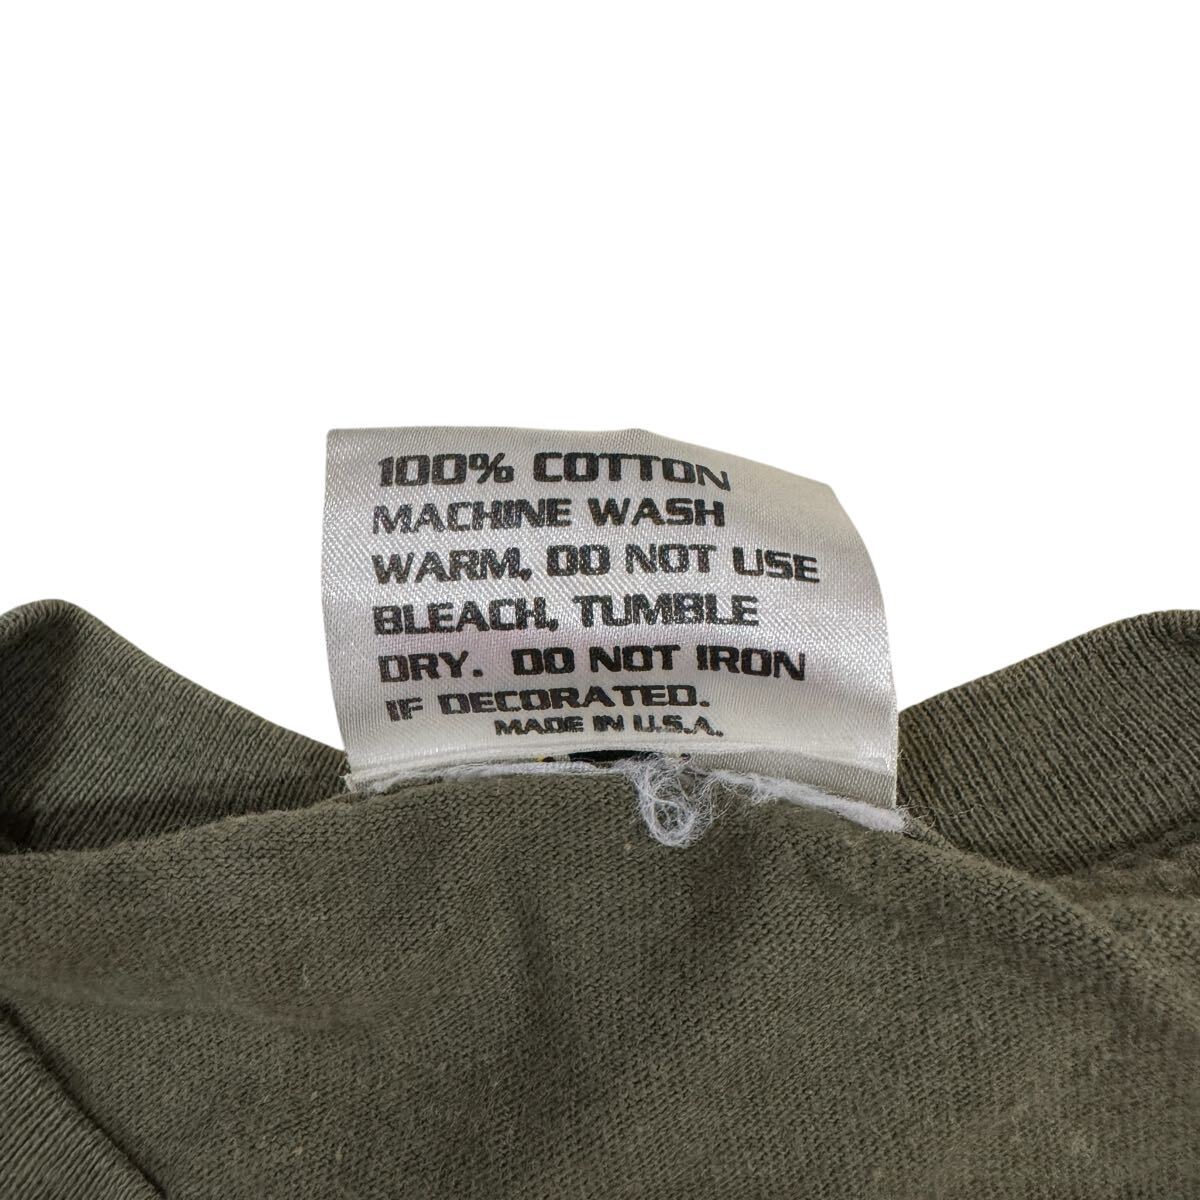 100% COTTON
MACHINE WASH
WARM, DO NOT USE
BLEACH, TUMBLE
DRY. DO NOT IRON
IF DECORATED.
MADE IN U.S.A.